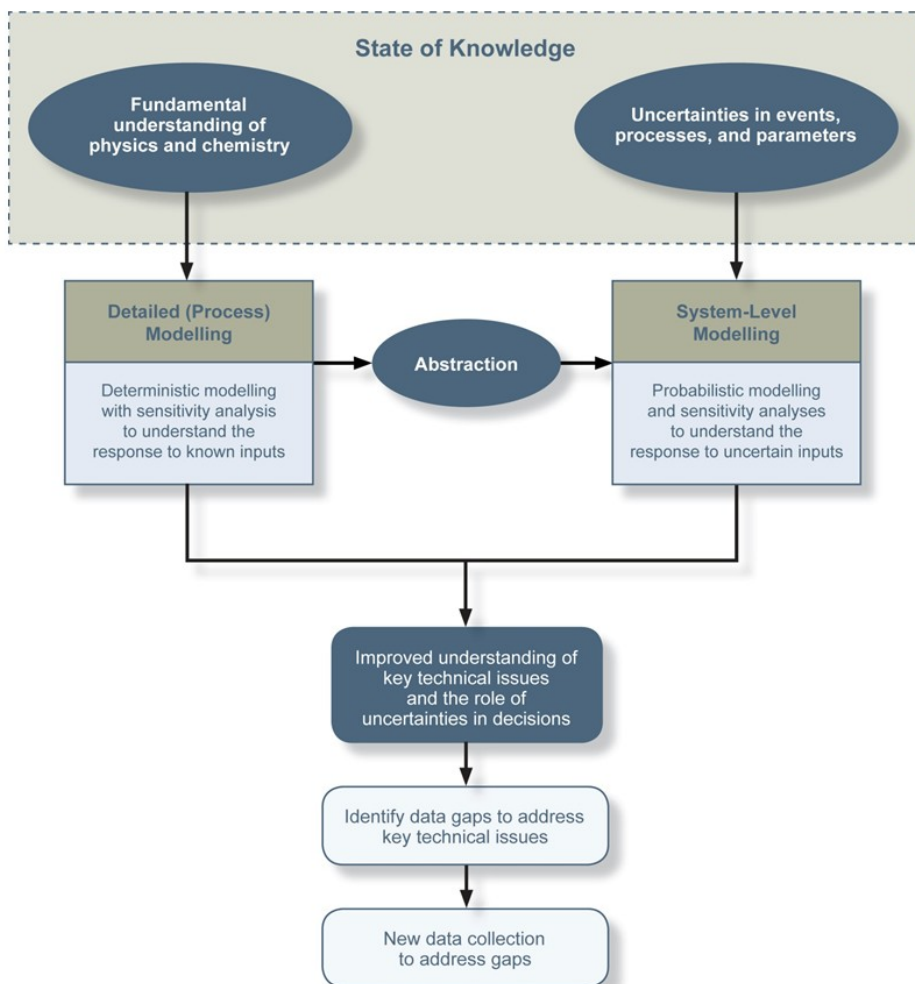 State of Knowledge
Fundamental
understanding of
physics and chemistry
Uncertainties in events,
processes, and parameters
Detailed (Process)
Modelling
Deterministic modelling
with sensitivity analysis
to understand the
response to known inputs
Abstraction
System-Level
Modelling
Probabilistic modelling
and sensitivity analyses
to understand the
response to uncertain inputs
Improved understanding of
key technical issues
and the role of
uncertainties in decisions
Identify data gaps to address
key technical issues
New data collection
to address gaps